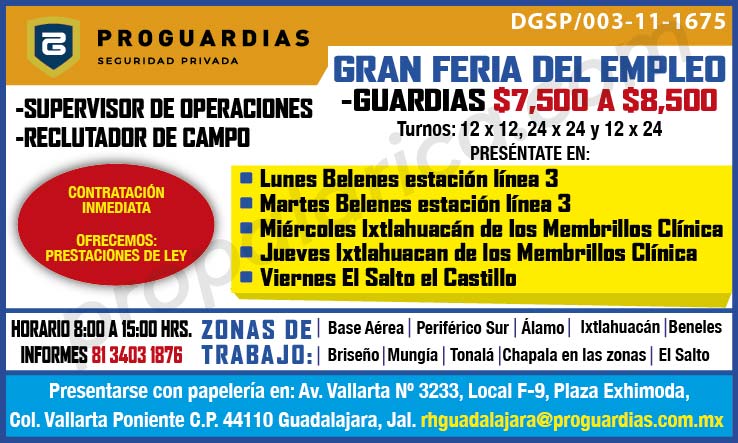 DGSP/003-11-1675
PROGUARDIAS
SEGURIDAD PRIVADA
GRAN FERIA DEL EMPLEO
-SUPERVISOR DE OPERACIONES
-RECLUTADOR DE CAMPO
-GUARDIAS $7,500 A $8,500
Turnos: 12 x 12, 24 x 24 y 12 x 24
PRESÉNTATE EN:
CONTRATACIÓN
INMEDIATA
OFRECEMOS:
PRESTACIONES DE LEY
Lunes Belenes estación línea 3
Martes Belenes estación línea 3
Miércoles Ixtlahuacán de los Membrillos Clínica
Jueves Ixtlahuacan de los Membrillos Clínica
Viernes El Salto el Castillo
HORARIO 8:00 A 15:00 HRS.
INFORMES 81 3403 1876
ZONAS DE
TRABAJO:
| Base Aérea | Periférico Sur | Álamo | Ixtlahuacán | Beneles
| Briseño | Mungía | Tonalá | Chapala en las zonas | El Salto
Presentarse con papelería en: Av. Vallarta Nº 3233, Local F-9, Plaza Exhimoda,
Col. Vallarta Poniente C.P. 44110 Guadalajara, Jal. rhguadalajara@proguardias.com.mx